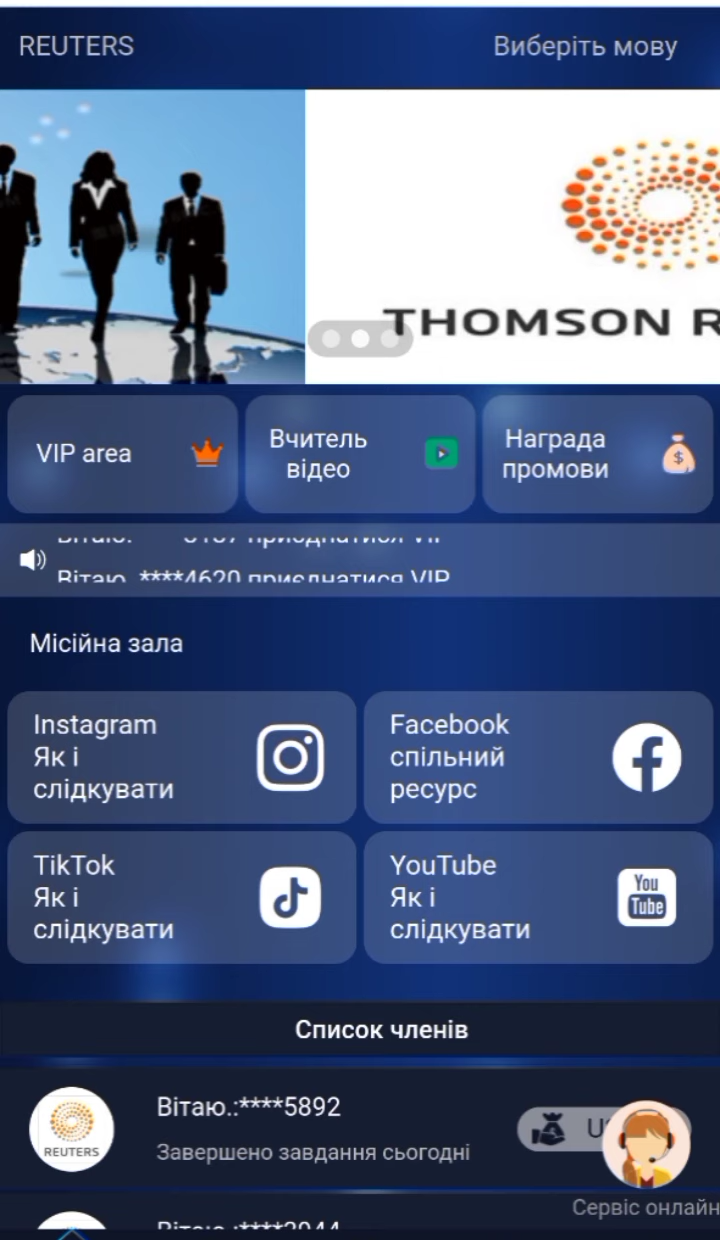 REUTERS
Виберіть мову
THOMSON R
VIP area
Вчитель
відео
Награда
промови
Вітаю. ****4620 приєднатися VIP
Місійна зала
Instagram
Як і
слідкувати
Facebook
спільний
ресурс
TikTok
Як і
слідкувати
YouTube
Як і
слідкувати
You
Tube
Список членів
REUTERS
Вітаю.:****5892
Завершено завдання сьогодні
Сервіс онлайн